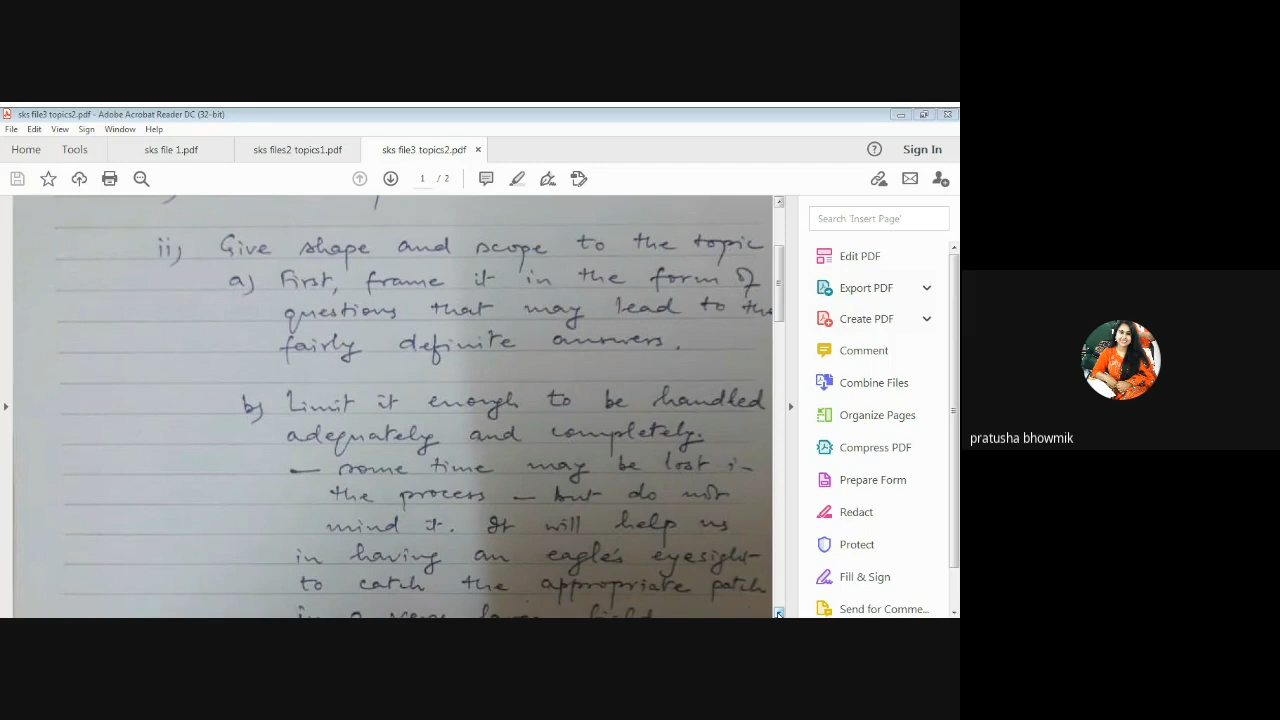 sks file3 topics2.pdf - Adobe Acrobat Reader DC (32-bit)
File Edit View Sign Window Help
Home Tools sks file 1.pdf sks files2 topics1.pdf sks file3 topics2.pdf × Sign In
1 / 2
ii) Give shape and scope to the topic
a) First, frame it in the form of
questions that may lead to the
fairly definite answers.
b) Limit it enough to be handled
adequately and completely.
— some time may be lost in
the process — but do not
mind it. It will help us
in having an eagle's eyesight
to catch the appropriate patch
in a very large field
Search 'Insert Page'
Edit PDF
Export PDF
Create PDF
Comment
Combine Files
Organize Pages
Compress PDF
Prepare Form
Redact
Protect
Fill & Sign
Send for Comme...
pratusha bhowmik